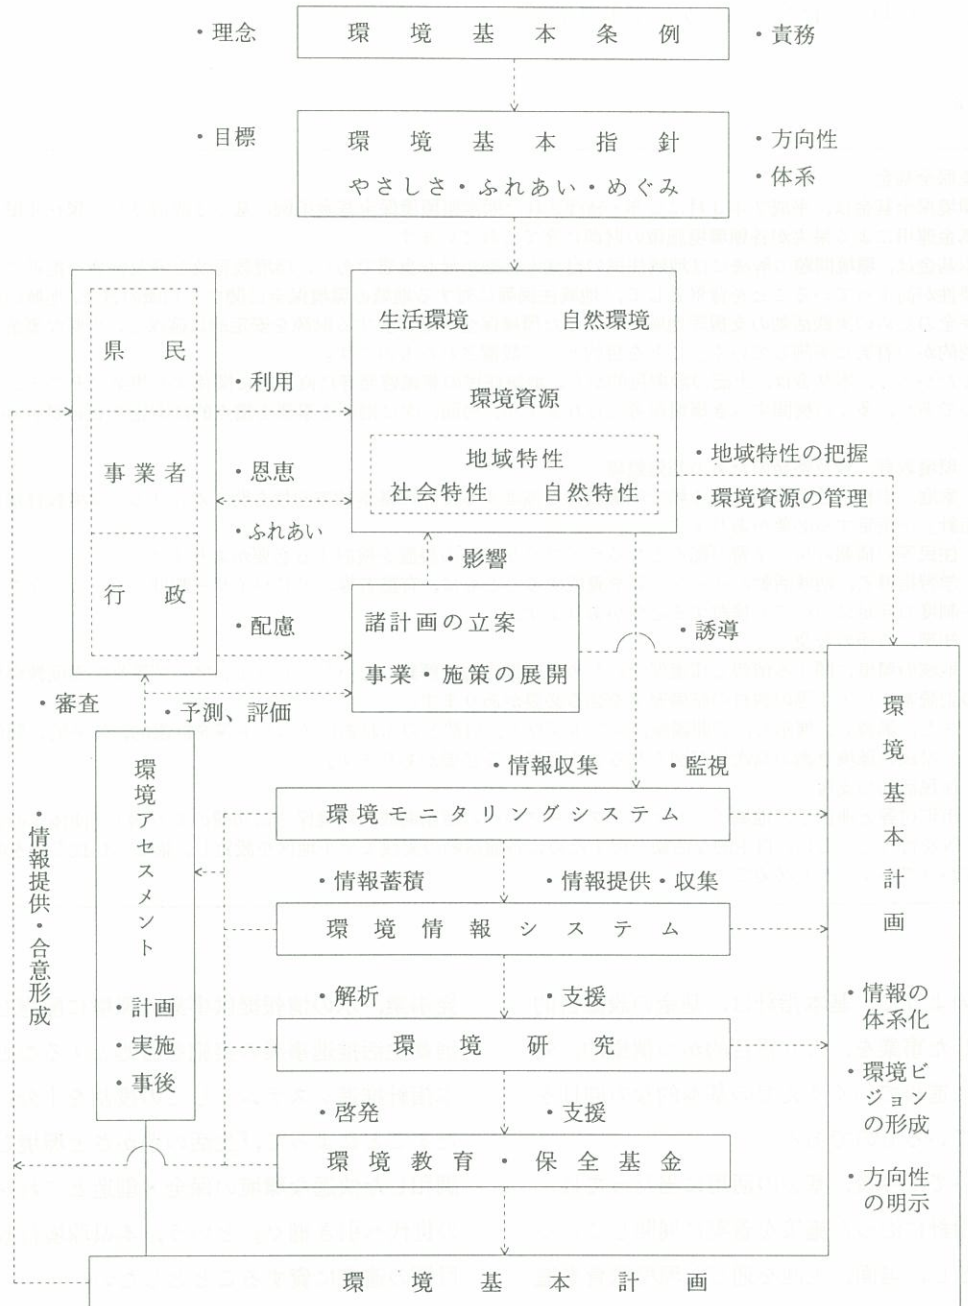 ・理念
環境基本条例
・責務
・目標
環境基本指針
やさしさ・ふれあい・めぐみ
・方向性
・体系
県民
事業者
行政
・利用
・恩恵
・ふれあい
・配慮
生活環境 自然環境
環境資源
地域特性
社会特性 自然特性
・地域特性の把握
・環境資源の管理
・影響
諸計画の立案
事業・施策の展開
・誘導
・審査
・予測、評価
・情報収集
・監視
環境アセスメント
・計画
・実施
・事後
・情報提供・合意形成
環境モニタリングシステム
・情報蓄積
・情報提供・収集
環境情報システム
・解析
・支援
環境研究
・啓発
・支援
環境教育・保全基金
環境基本計画
・情報の
体系化
・環境ビ
ジョン
の形成
・方向性
の明示
環境基本計画